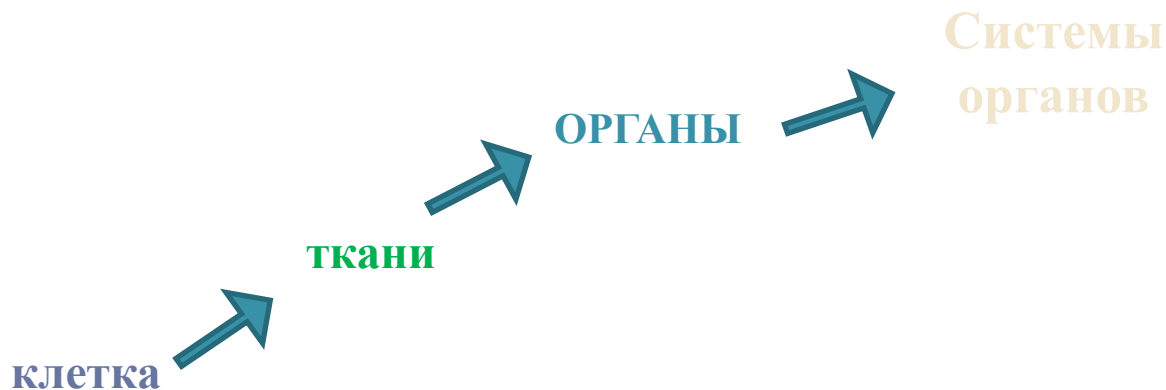 Системы
органов
ОРГАНЫ
ткани
клетка